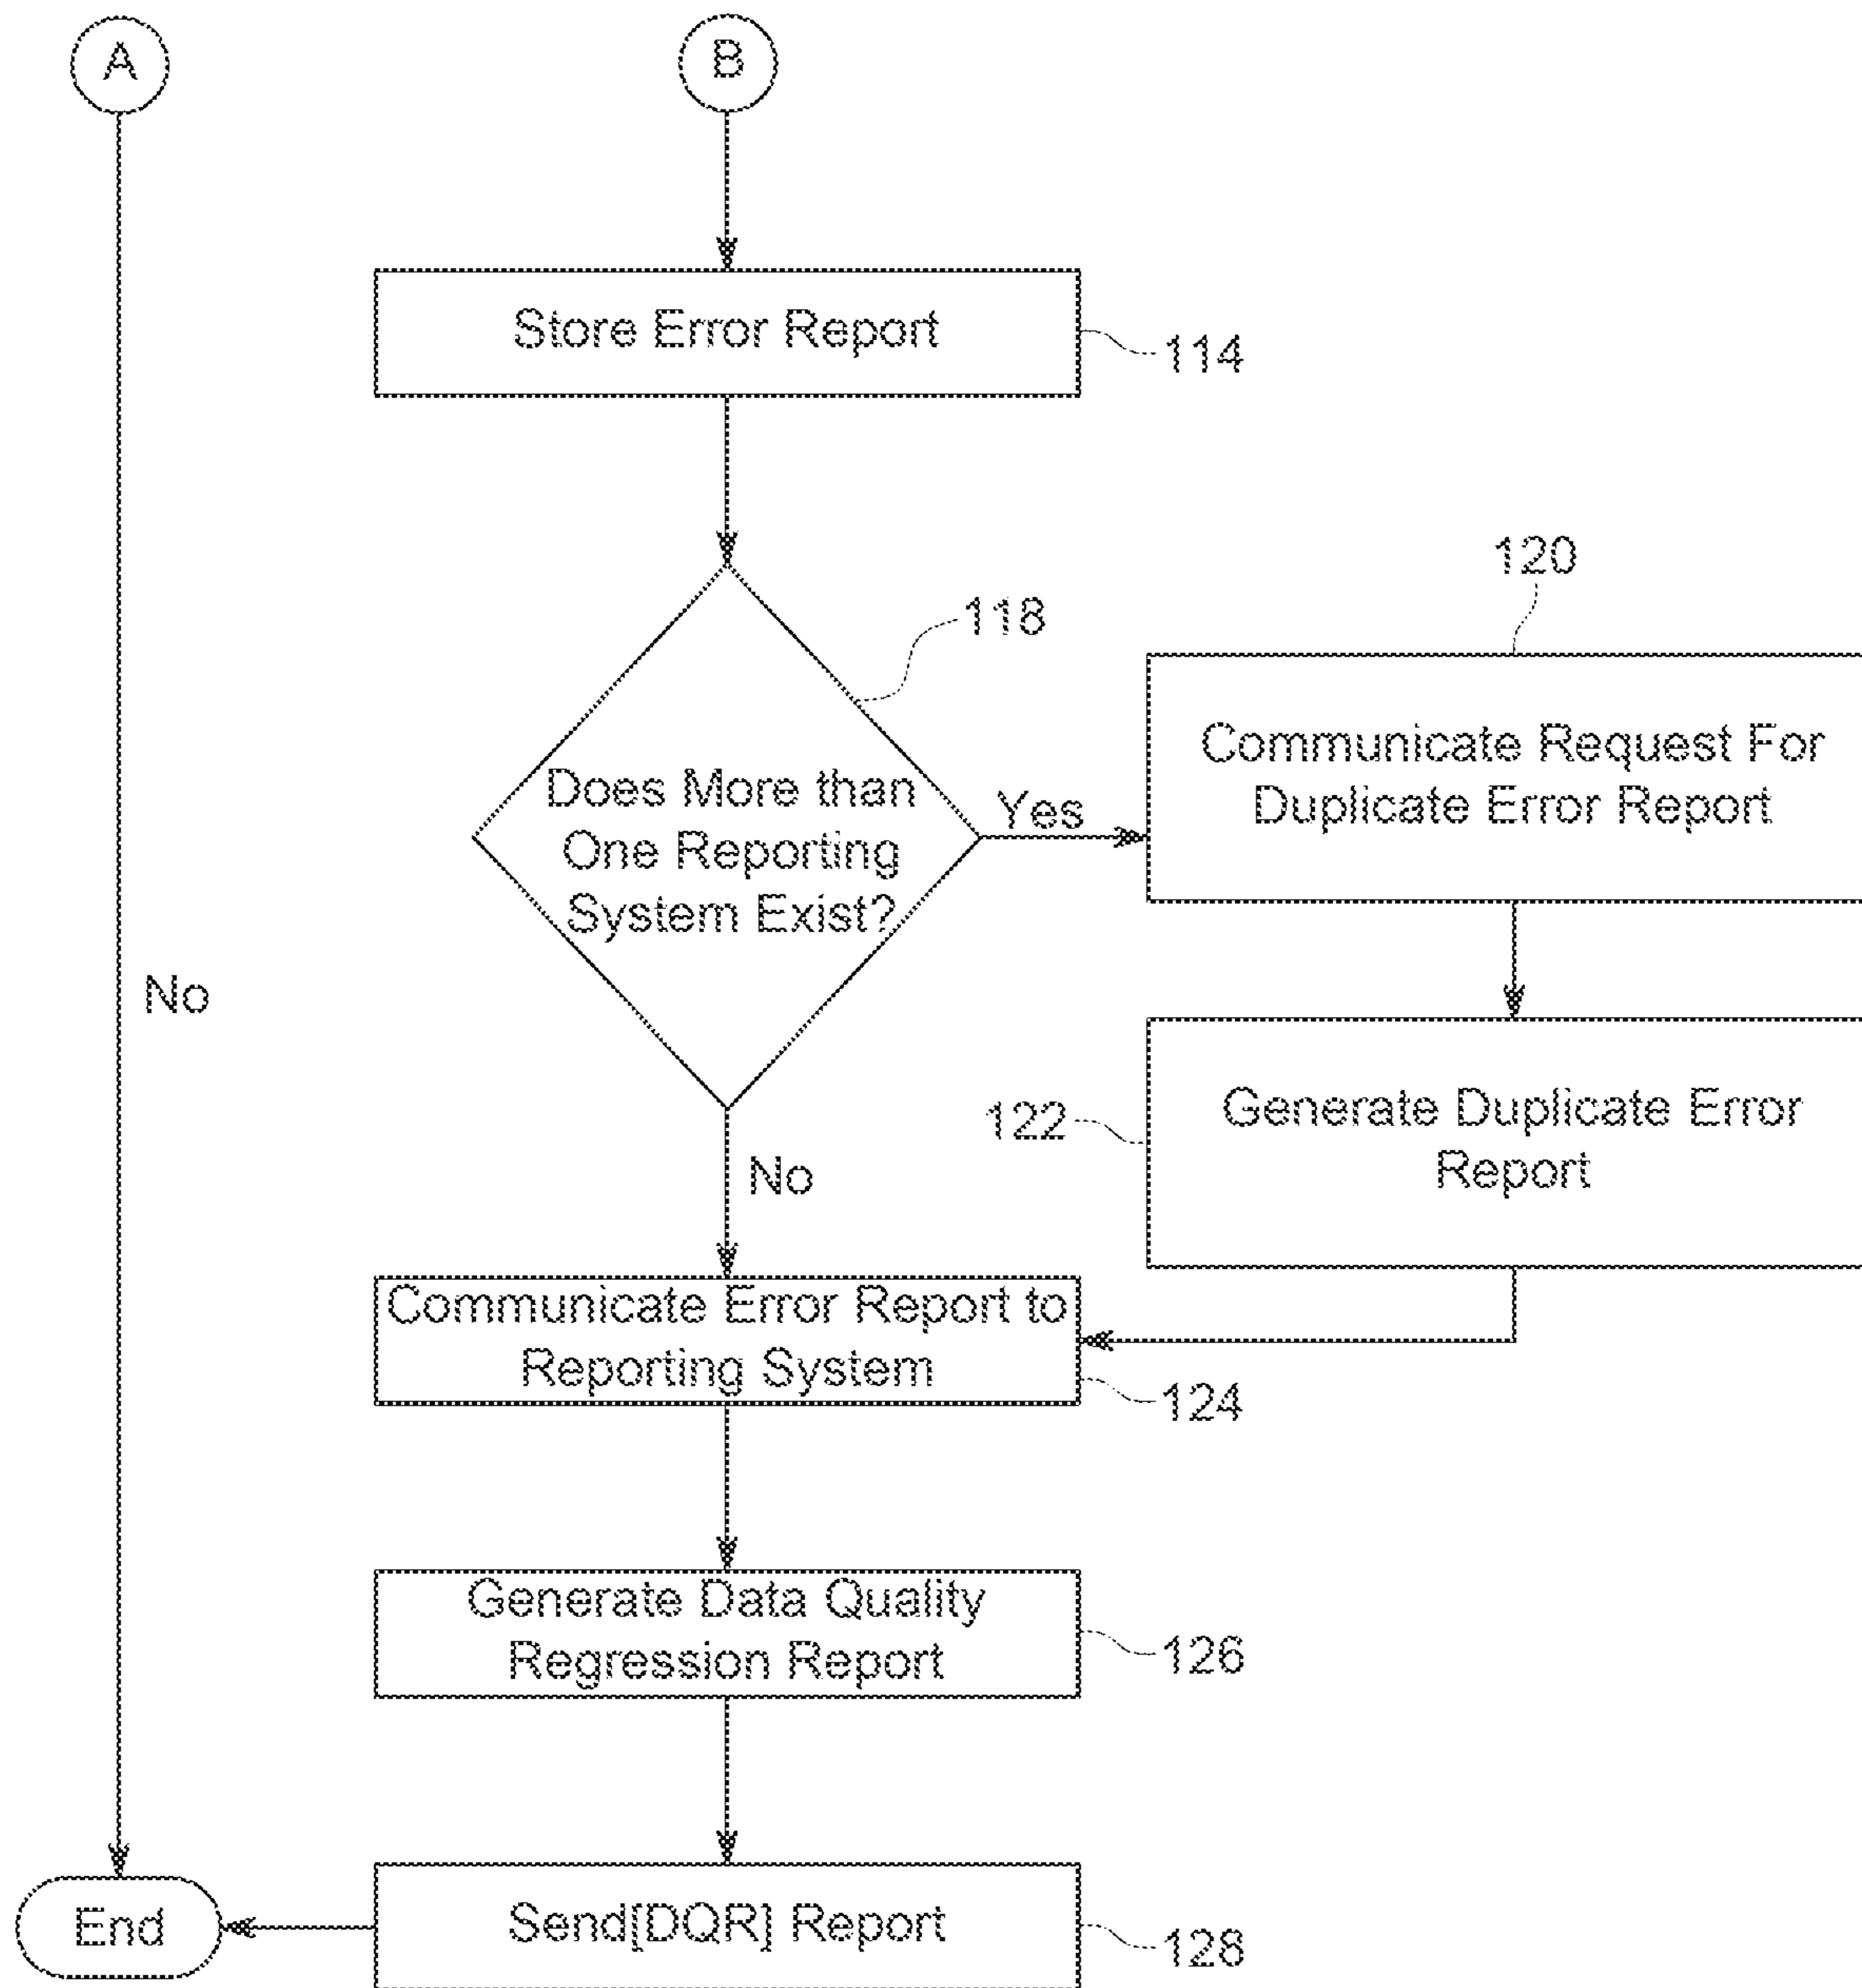 A
B
Store Error Report
114
118
120
Does More than
One Reporting
System Exist?
Yes
Communicate Request For
Duplicate Error Report
No
122
Generate Duplicate Error
Report
No
Communicate Error Report to
Reporting System
124
Generate Data Quality
Regression Report
126
End
Send[DQR] Report
128